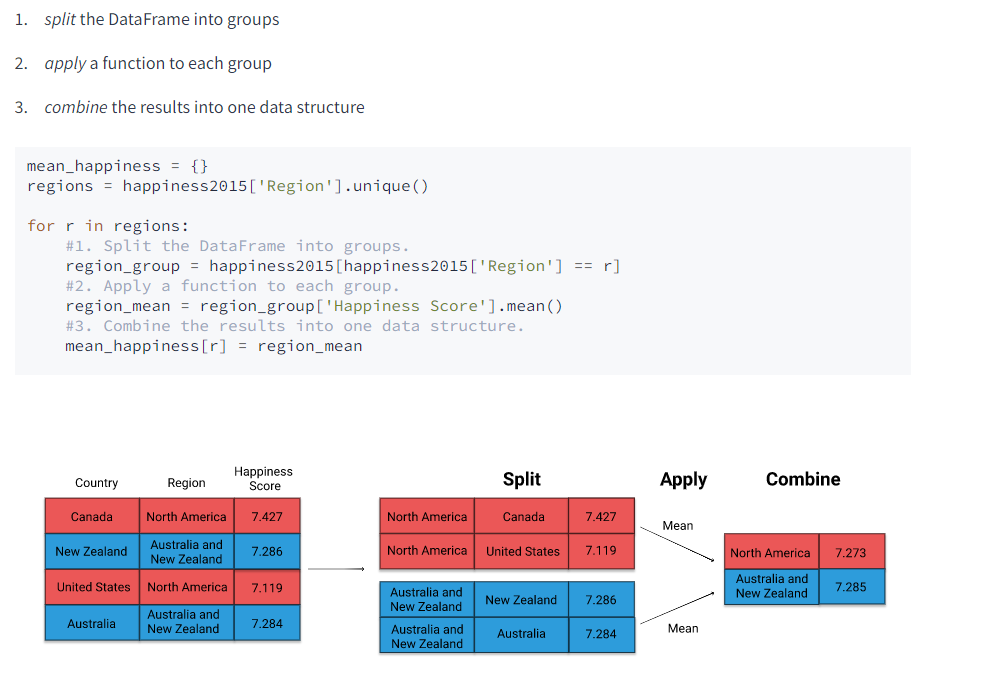 1. split the DataFrame into groups
2. apply a function to each group
3. combine the results into one data structure
mean_happiness = {}
regions = happiness2015['Region'].unique()
for r in regions:
    #1. Split the DataFrame into groups.
    region_group = happiness2015[happiness2015['Region'] == r]
    #2. Apply a function to each group.
    region_mean = region_group['Happiness Score'].mean()
    #3. Combine the results into one data structure.
    mean_happiness[r] = region_mean
Country Region Happiness
Score
Canada North America 7.427
New Zealand Australia and
New Zealand 7.286
United States North America 7.119
Australia Australia and
New Zealand 7.284
Split
North America Canada 7.427
North America United States 7.119
Australia and
New Zealand New Zealand 7.286
Australia and
New Zealand Australia 7.284
Apply
Mean
Mean
Combine
North America 7.273
Australia and
New Zealand 7.285